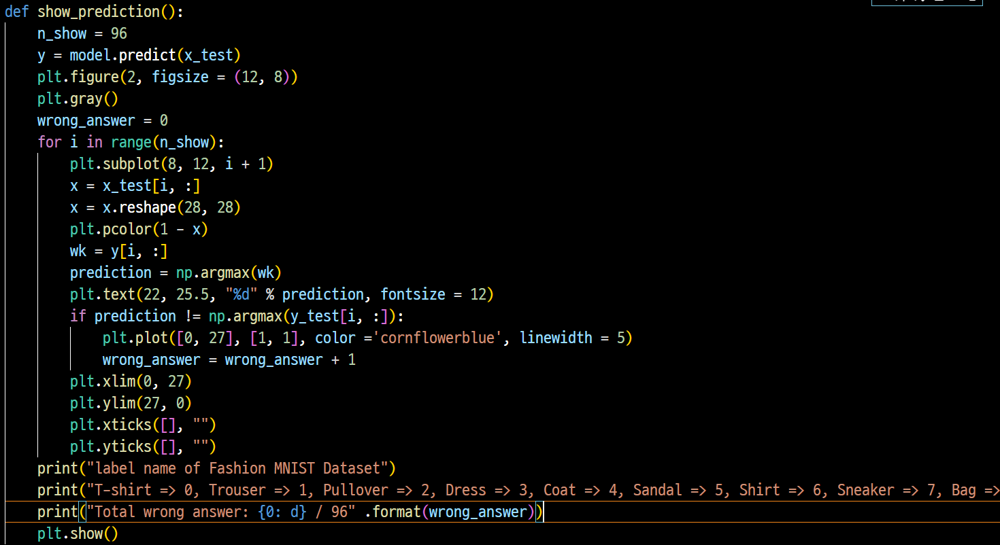 def show_prediction():
    n_show = 96
    y = model.predict(x_test)
    plt.figure(2, figsize = (12, 8))
    plt.gray()
    wrong_answer = 0
    for i in range(n_show):
        plt.subplot(8, 12, i + 1)
        x = x_test[i, :]
        x = x.reshape(28, 28)
        plt.pcolor(1 - x)
        wk = y[i, :]
        prediction = np.argmax(wk)
        plt.text(22, 25.5, "%d" % prediction, fontsize = 12)
        if prediction != np.argmax(y_test[i, :]):
            plt.plot([0, 27], [1, 1], color ='cornflowerblue', linewidth = 5)
            wrong_answer = wrong_answer + 1
        plt.xlim(0, 27)
        plt.ylim(27, 0)
        plt.xticks([], "")
        plt.yticks([], "")
    print("label name of Fashion MNIST Dataset")
    print("T-shirt => 0, Trouser => 1, Pullover => 2, Dress => 3, Coat => 4, Sandal => 5, Shirt => 6, Sneaker => 7, Bag =>
    print("Total wrong answer: {0: d} / 96" .format(wrong_answer))
    plt.show()